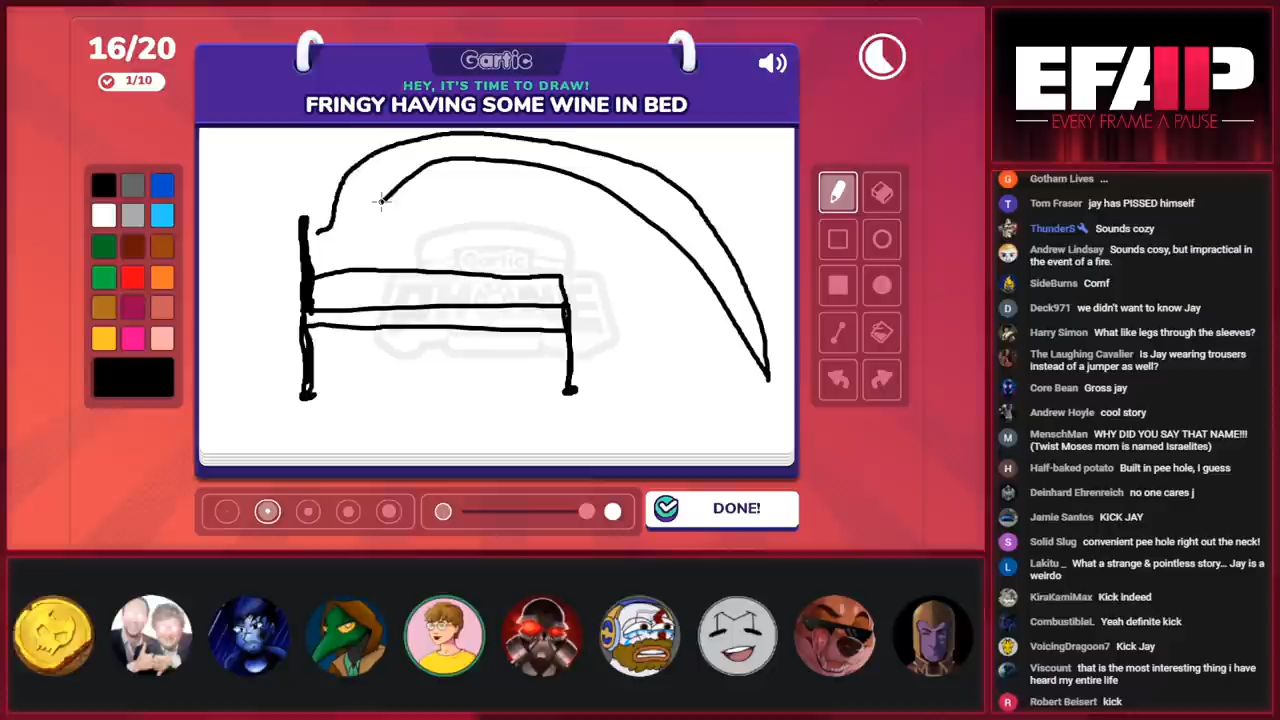 16/20
1/10
Gartic
HEY, IT'S TIME TO DRAW!
FRINGY HAVING SOME WINE IN BED
Gartic
PHONE
DONE!
EFAP
EVERY FRAME A PAUSE
G Gotham Lives ...
T Tom Fraser jay has PISSED himself
ThunderS Sounds cozy
Andrew Lindsay Sounds cosy, but impractical in
the event of a fire.
SideBurns Comf
Deck971 we didn't want to know Jay
Harry Simon What like legs through the sleeves?
The Laughing Cavalier is Jay wearing trousers
instead of a jumper as well?
Core Bean Gross jay
Andrew Hoyle cool story
M MenschMan WHY DID YOU SAY THAT NAME!!!
(Twist Moses mom is named Israelites)
H Half-baked potato Built in pee hole, I guess
Deinhard Ehrenreich no one cares j
Jamie Santos KICK JAY
S Solid Slug convenient pee hole right out the neck!
L Lakitu _ What a strange & pointless story... Jay is a
weirdo
KiraKamiMax Kick indeed
CombustibleL Yeah definite kick
VoicingDragoon7 Kick Jay
Viscount that is the most interesting thing i have
heard my entire life
R Robert Beisert kick